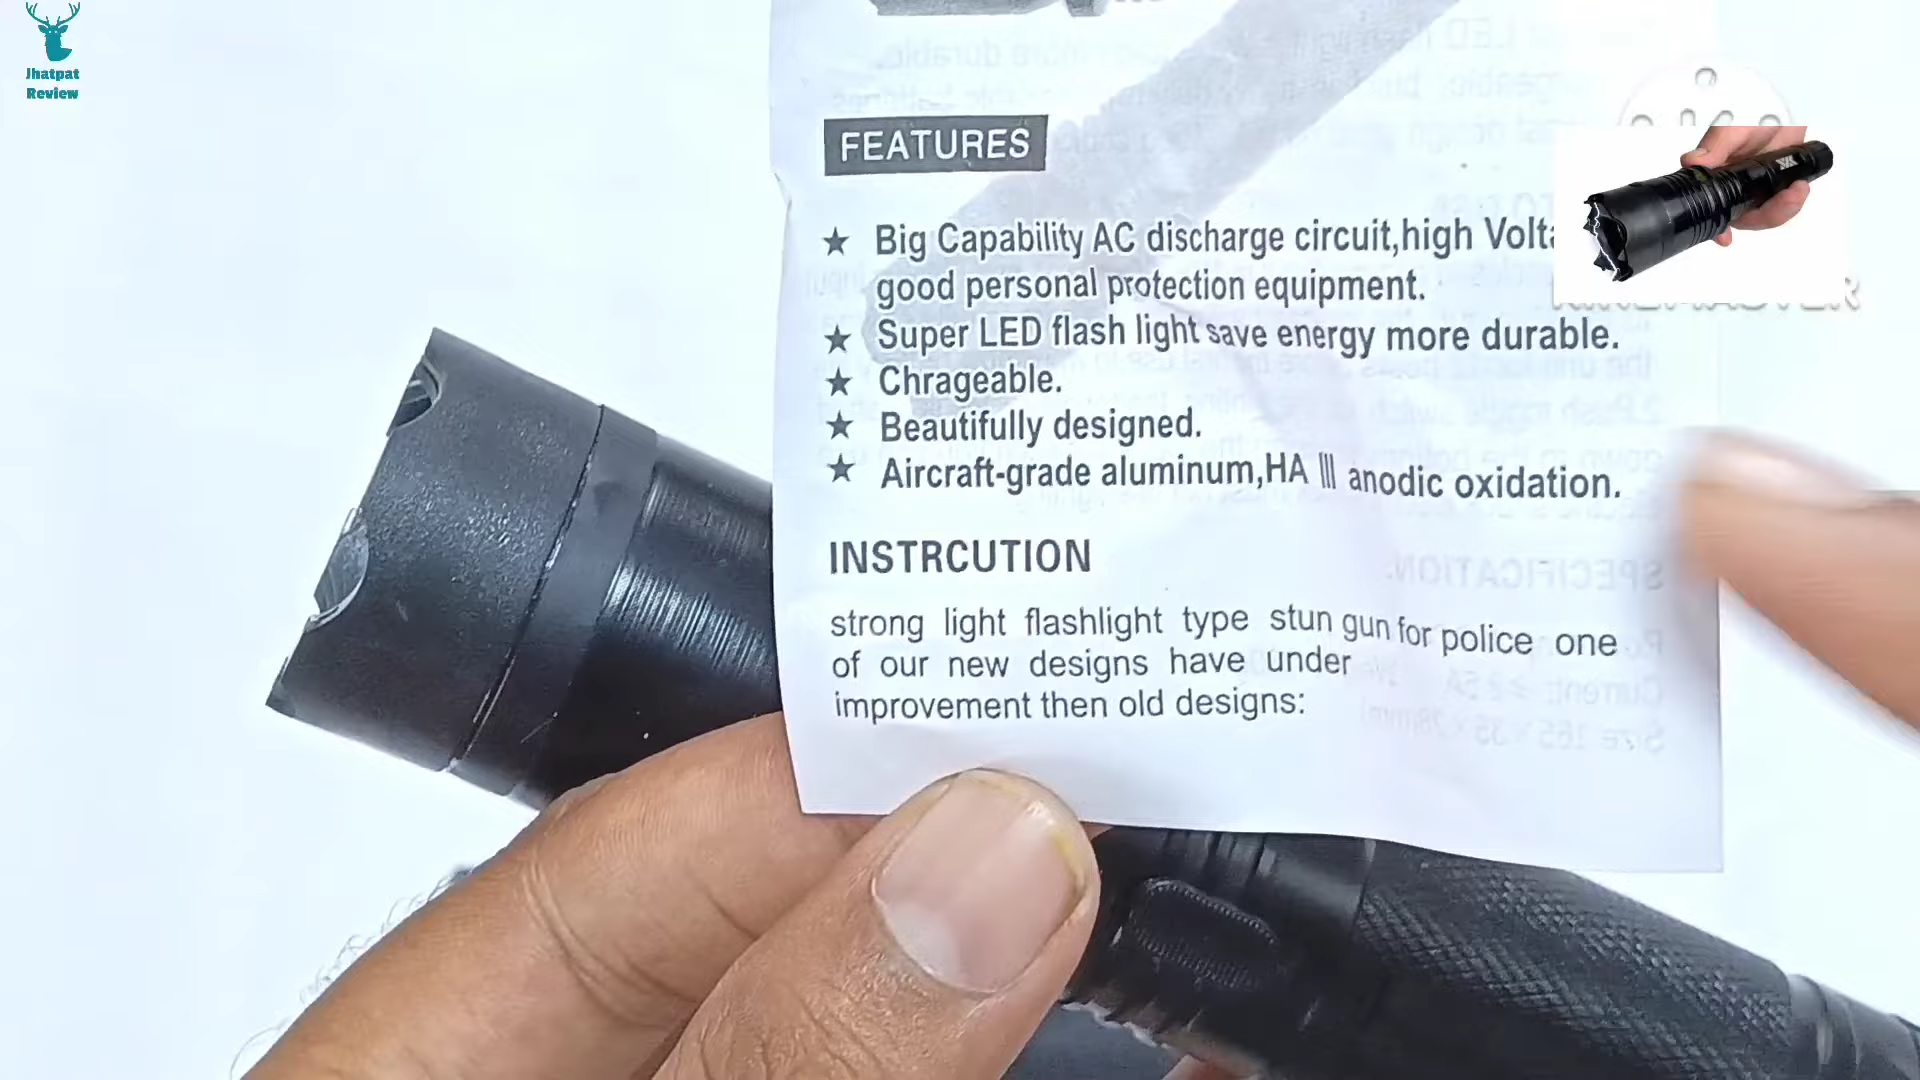 Jhatpat
Review
FEATURES
★ Big Capability AC discharge circuit,high
good personal protection equipment.
★ Super LED flash light save energy more durable.
★ Chrageable.
★ Beautifully designed.
★ Aircraft-grade aluminum,HA III anodic oxidation.
INSTRCUTION
strong light flashlight type stun gun for police one
of our new designs have under
improvement then old designs: